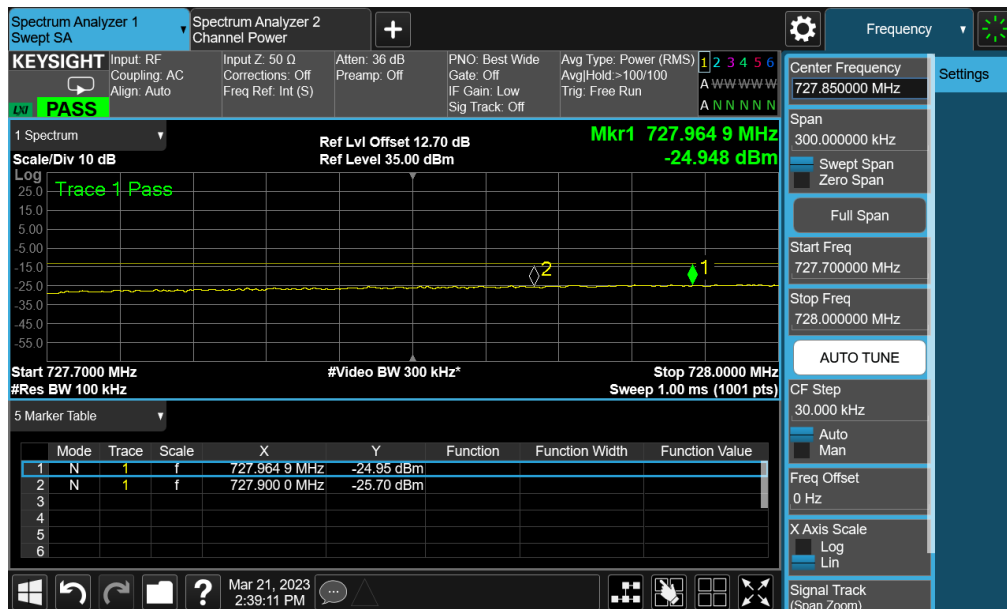 Spectrum Analyzer 1
Swept SA
Spectrum Analyzer 2
Channel Power
Frequency
KEYSIGHT
Input: RF
Coupling: AC
Align: Auto
Input Z: 50 Ω
Corrections: Off
Freq Ref: Int (S)
Atten: 36 dB
Preamp: Off
PNO: Best Wide
Gate: Off
IF Gain: Low
Sig Track: Off
Avg Type: Power (RMS)
Avg|Hold:>100/100
Trig: Free Run
1 2 3 4 5 6
A W W W W W
A N N N N N
LXI
PASS
1 Spectrum
Scale/Div 10 dB
Ref Lvl Offset 12.70 dB
Ref Level 35.00 dBm
Mkr1 727.964 9 MHz
-24.948 dBm
Log
Trace 1 Pass
25.0
15.0
5.00
-5.00
-15.0
-25.0
-35.0
-45.0
-55.0
2
1
Start 727.7000 MHz
#Video BW 300 kHz*
Stop 728.0000 MHz
#Res BW 100 kHz
Sweep 1.00 ms (1001 pts)
5 Marker Table
Mode Trace Scale X Y Function Function Width Function Value
1 N 1 f 727.964 9 MHz -24.95 dBm
2 N 1 f 727.900 0 MHz -25.70 dBm
3
4
5
6
?
Mar 21, 2023
2:39:11 PM
Center Frequency
727.850000 MHz
Settings
Span
300.000000 kHz
Swept Span
Zero Span
Full Span
Start Freq
727.700000 MHz
Stop Freq
728.000000 MHz
AUTO TUNE
CF Step
30.000 kHz
Auto
Man
Freq Offset
0 Hz
X Axis Scale
Log
Lin
Signal Track
(Span Zoom)